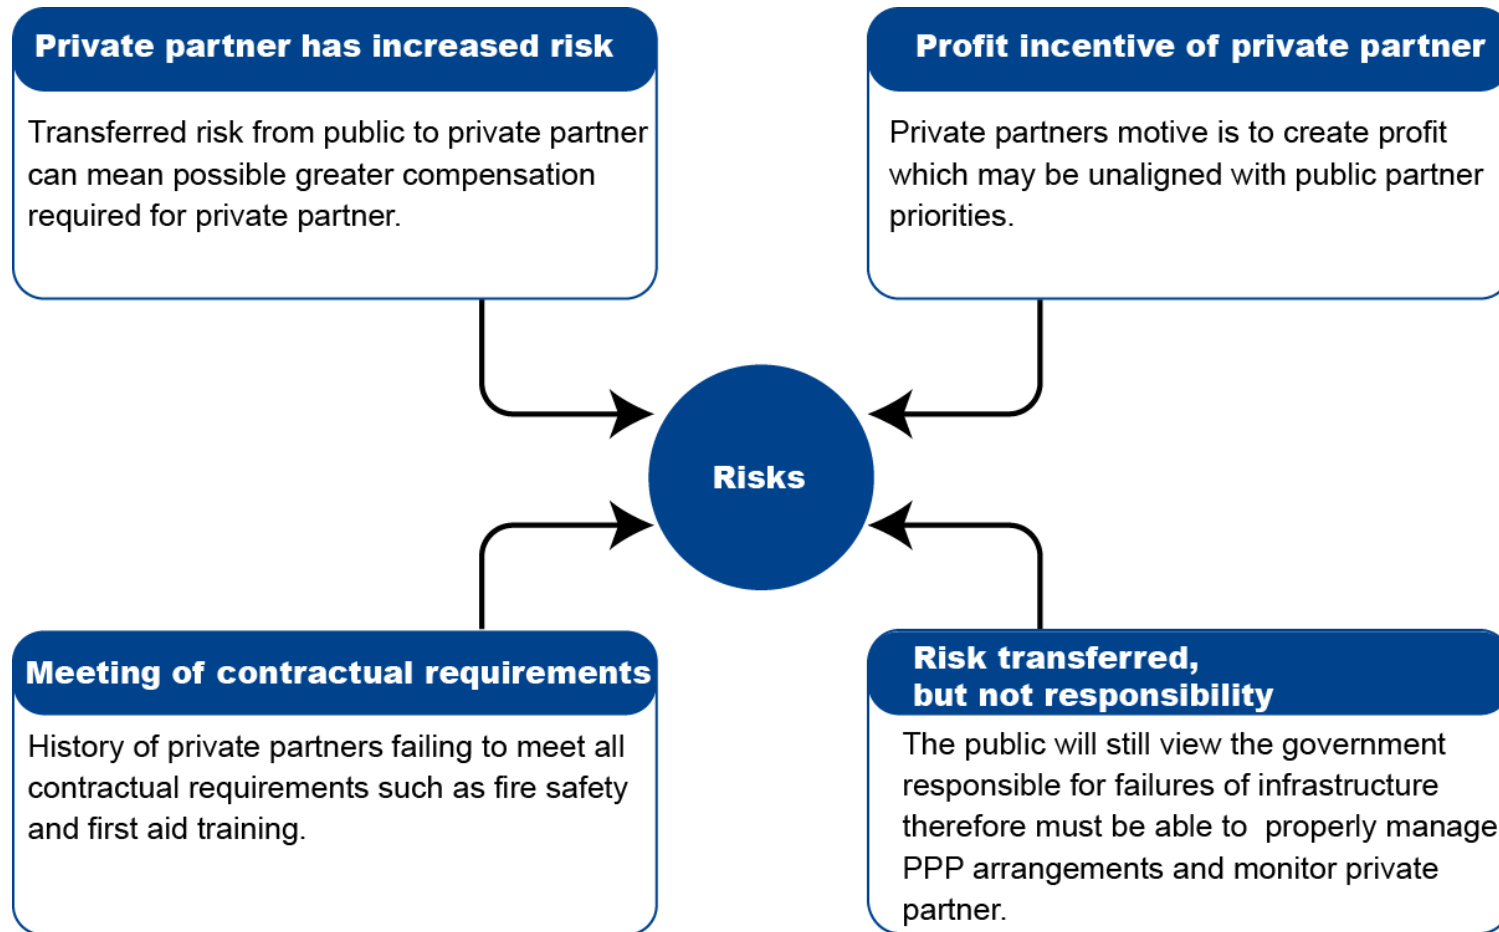 Private partner has increased risk
Transferred risk from public to private partner
can mean possible greater compensation
required for private partner.
Profit incentive of private partner
Private partners motive is to create profit
which may be unaligned with public partner
priorities.
Risks
Meeting of contractual requirements
History of private partners failing to meet all
contractual requirements such as fire safety
and first aid training.
Risk transferred,
but not responsibility
The public will still view the government
responsible for failures of infrastructure
therefore must be able to  properly manage
PPP arrangements and monitor private
partner.